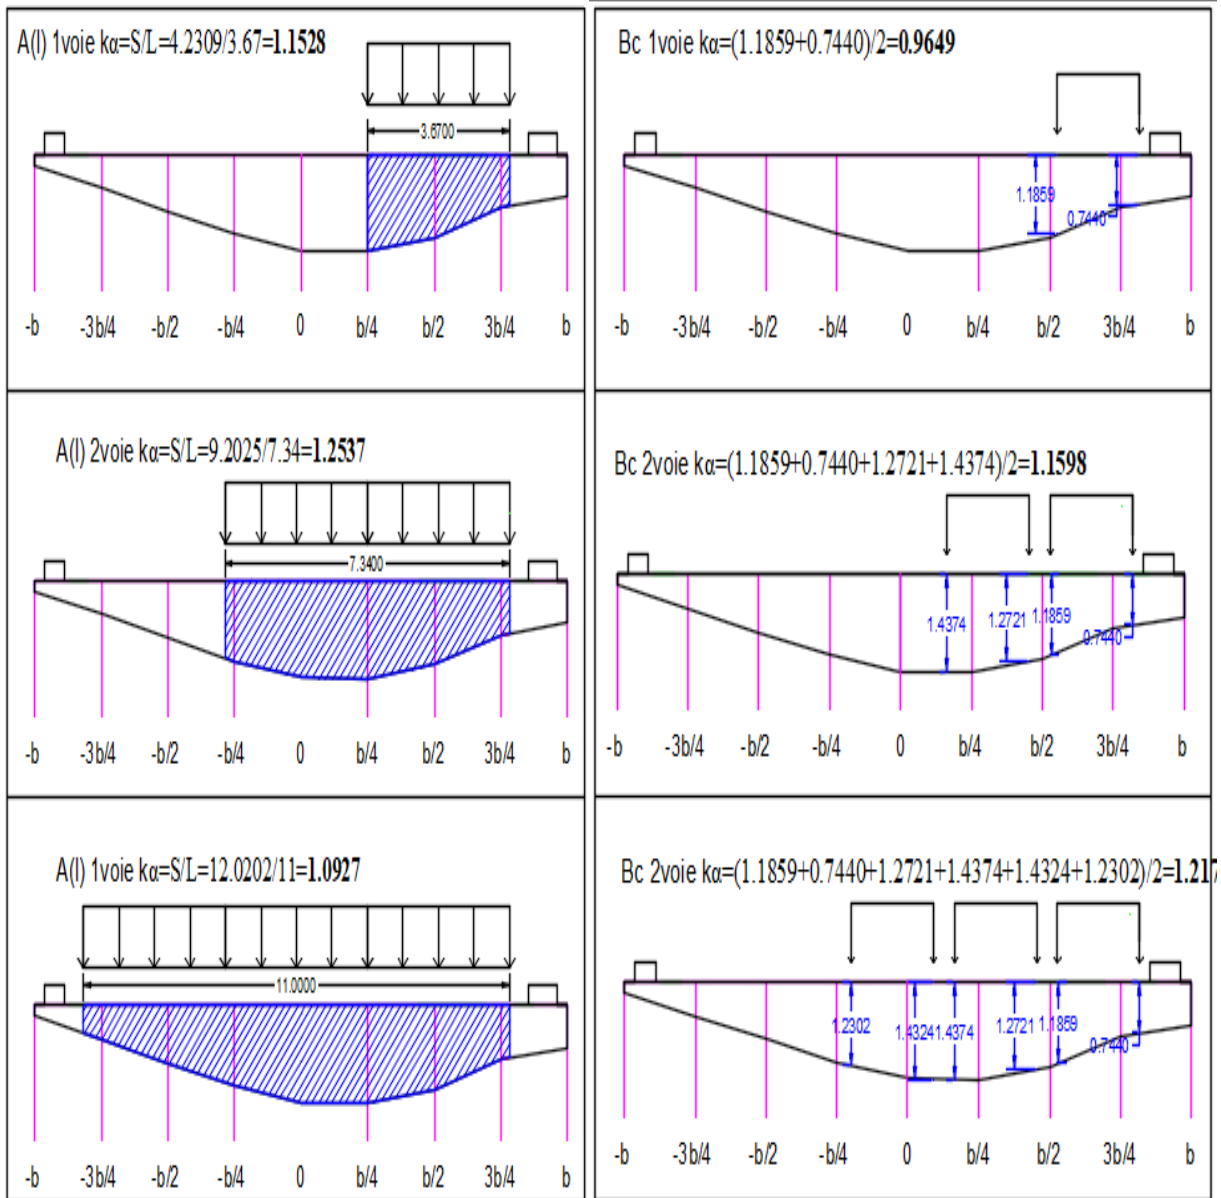 A(l) 1voie kα=S/L=4.2309/3.67=1.1528
3.6700
-b -3b/4 -b/2 -b/4 0 b/4 b/2 3b/4 b
Bc 1voie kα=(1.1859+0.7440)/2=0.9649
1.1859
0.7440
-b -3b/4 -b/2 -b/4 0 b/4 b/2 3b/4 b
A(l) 2voie kα=S/L=9.2025/7.34=1.2537
7.3400
-b -3b/4 -b/2 -b/4 0 b/4 b/2 3b/4 b
Bc 2voie kα=(1.1859+0.7440+1.2721+1.4374)/2=1.1598
1.4374 1.2721 1.1859
0.7440
-b -3b/4 -b/2 -b/4 0 b/4 b/2 3b/4 b
A(l) 1voie kα=S/L=12.0202/11=1.0927
11.0000
-b -3b/4 -b/2 -b/4 0 b/4 b/2 3b/4 b
Bc 2voie kα=(1.1859+0.7440+1.2721+1.4374+1.4324+1.2302)/2=1.217
1.2302 1.4324 1.4374 1.2721 1.1859
0.7440
-b -3b/4 -b/2 -b/4 0 b/4 b/2 3b/4 b